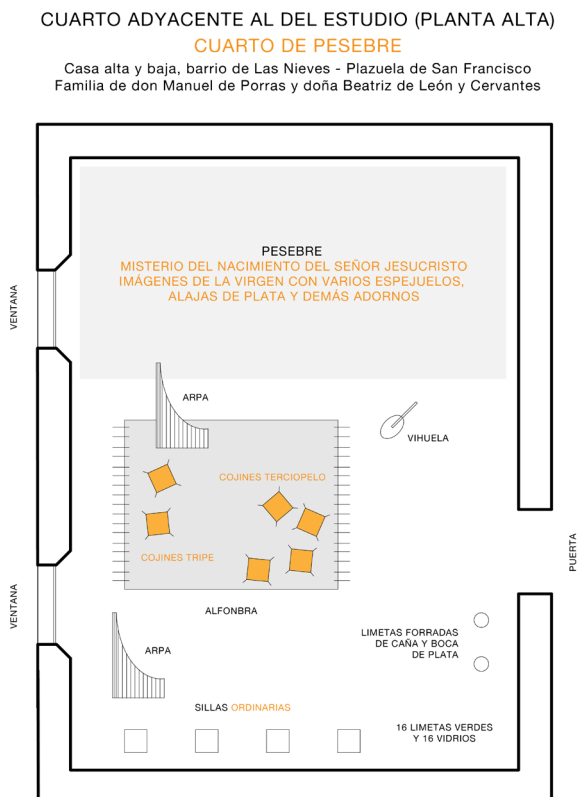 CUARTO ADYACENTE AL DEL ESTUDIO (PLANTA ALTA)
CUARTO DE PESEBRE
Casa alta y baja, barrio de Las Nieves - Plazuela de San Francisco
Familia de don Manuel de Porras y doña Beatriz de León y Cervantes
PESEBRE
MISTERIO DEL NACIMIENTO DEL SEÑOR JESUCRISTO
IMÁGENES DE LA VIRGEN CON VARIOS ESPEJUELOS,
ALAJAS DE PLATA Y DEMÁS ADORNOS
VENTANA
ARPA
VIHUELA
COJINES TERCIOPELO
COJINES TRIPE
PUERTA
VENTANA
ALFONBRA
LIMETAS FORRADAS
DE CAÑA Y BOCA
DE PLATA
ARPA
SILLAS ORDINARIAS
16 LIMETAS VERDES
Y 16 VIDRIOS